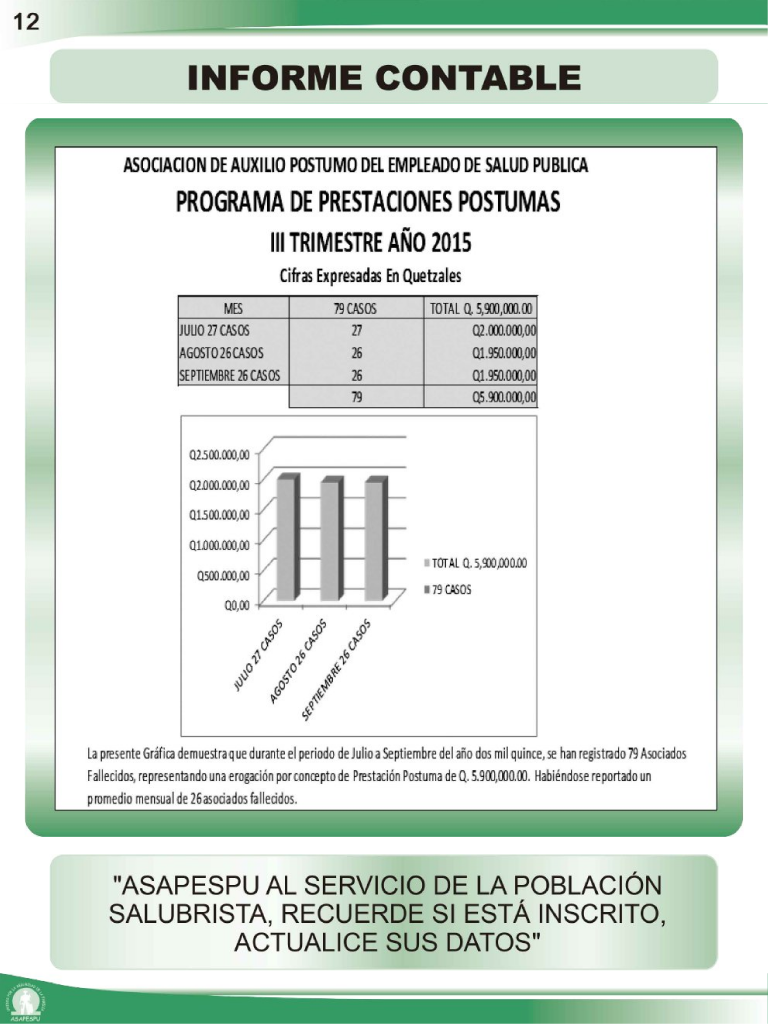 12
INFORME CONTABLE
ASOCIACION DE AUXILIO POSTUMO DEL EMPLEADO DE SALUD PUBLICA
PROGRAMA DE PRESTACIONES POSTUMAS
III TRIMESTRE AÑO 2015
Cifras Expresadas En Quetzales
MES 79 CASOS TOTAL Q. 5,900,000.00
JULIO 27 CASOS 27 Q2.000.000,00
AGOSTO 26 CASOS 26 Q1.950.000,00
SEPTIEMBRE 26 CASOS 26 Q1.950.000,00
79 Q5.900.000,00
Q2.500.000,00
Q2.000.000,00
Q1.500.000,00
Q1.000.000,00
Q500.000,00
Q0,00
JULIO 27 CASOS
AGOSTO 26 CASOS
SEPTIEMBRE 26 CASOS
TOTAL Q. 5,900,000.00
79 CASOS
La presente Gráfica demuestra que durante el periodo de Julio a Septiembre del año dos mil quince, se han registrado 79 Asociados
Fallecidos, representando una erogación por concepto de Prestación Postuma de Q. 5.900,000.00. Habiéndose reportado un
promedio mensual de 26 asociados fallecidos.
"ASAPESPU AL SERVICIO DE LA POBLACIÓN
SALUBRISTA, RECUERDE SI ESTÁ INSCRITO,
ACTUALICE SUS DATOS"
ASAPESPU